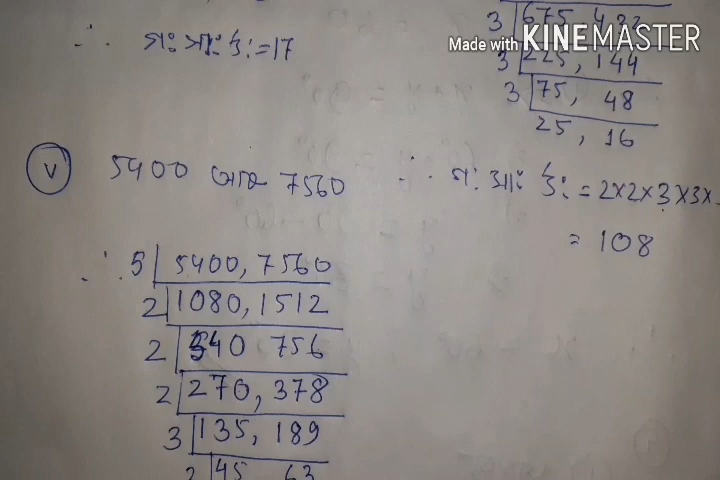 ∴ গঃ সাঃ উঃ = 17
3 | 675, 432
3 | 225, 144
3 | 75, 48
25, 16
∴ গঃ সাঃ উঃ = 2×2×3×3×
= 108
(v) 5400 আৰু 7560
∴ 5 | 5400, 7560
2 | 1080, 1512
2 | 540 756
2 | 270, 378
3 | 135, 189
45 63
Made with KINEMASTER